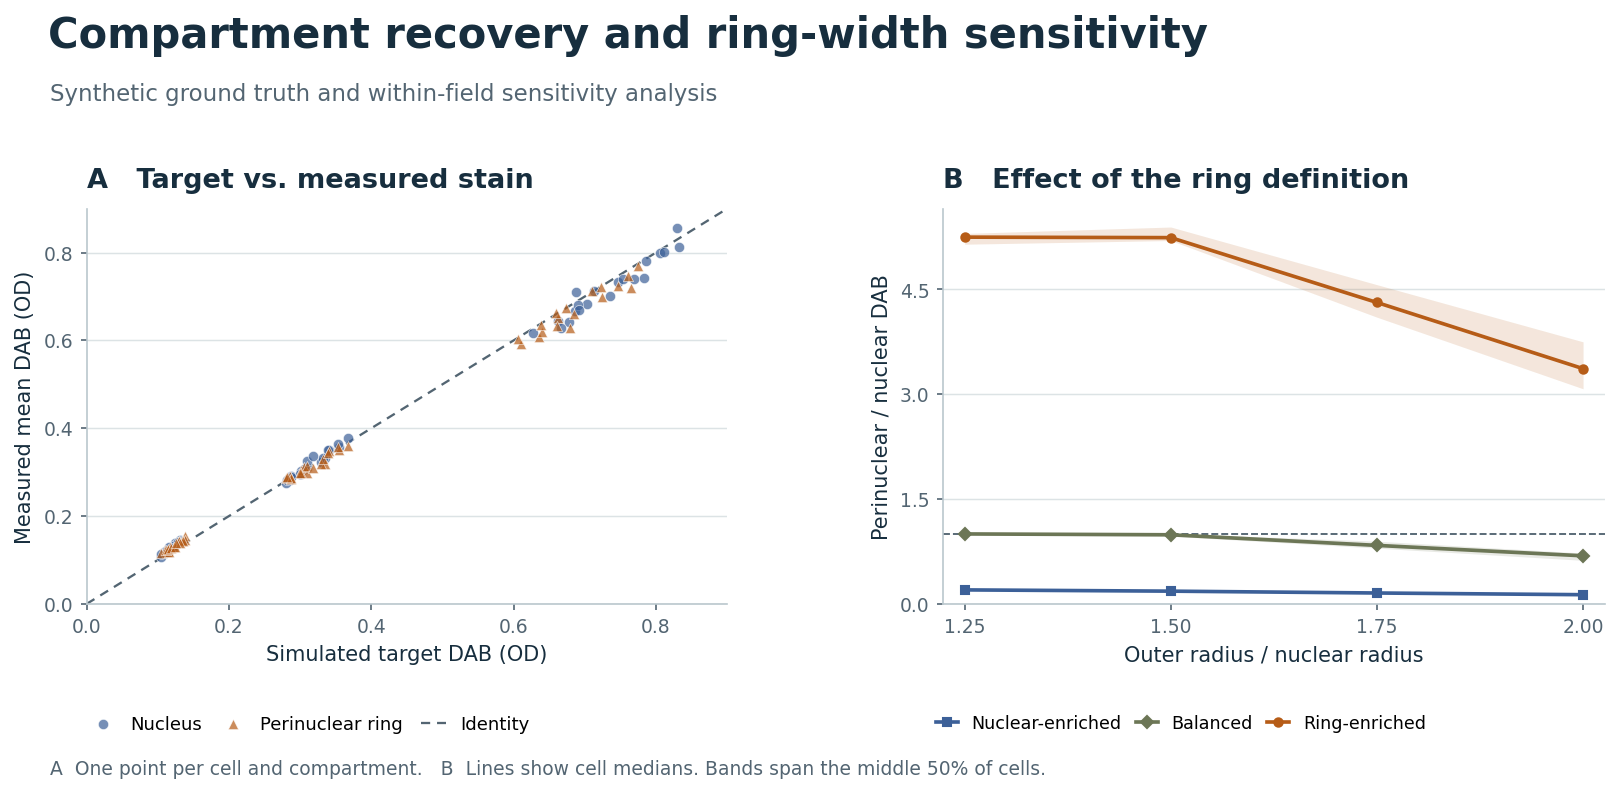 Compartment recovery and ring-width sensitivity
Synthetic ground truth and within-field sensitivity analysis
A Target vs. measured stain
Measured mean DAB (OD)
0.8
0.6
0.4
0.2
0.0
0.0 0.2 0.4 0.6 0.8
Simulated target DAB (OD)
Nucleus Perinuclear ring Identity
B Effect of the ring definition
Perinuclear / nuclear DAB
4.5
3.0
1.5
0.0
1.25 1.50 1.75 2.00
Outer radius / nuclear radius
Nuclear-enriched Balanced Ring-enriched
A One point per cell and compartment. B Lines show cell medians. Bands span the middle 50% of cells.